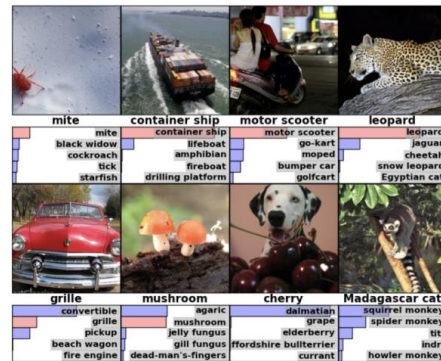 mite
container ship
motor scooter
leopard
mite
black widow
cockroach
tick
starfish
container ship
lifeboat
amphibian
fireboat
drilling platform
motor scooter
go-kart
moped
bumper car
golfcart
leopard
jaguar
cheetah
snow leopard
Egyptian cat
grille
mushroom
cherry
Madagascar cat
convertible
grille
pickup
beach wagon
fire engine
agaric
mushroom
jelly fungus
gill fungus
dead-man's-fingers
dalmatian
grape
elderberry
ffordshire bullterrier
currant
squirrel monkey
spider monkey
titi
indri
howler monkey